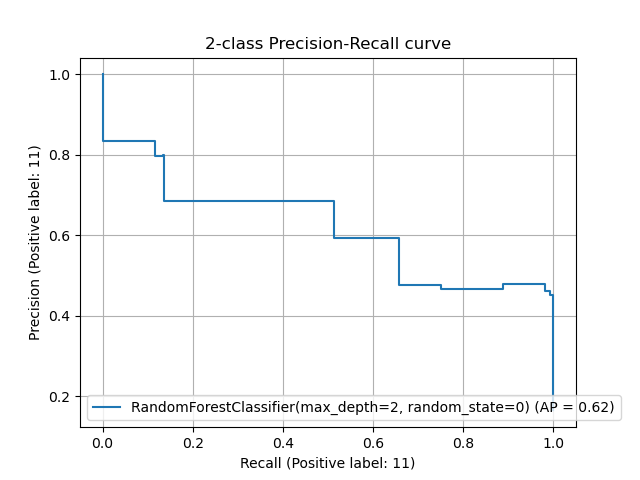 2-class Precision-Recall curve
Precision (Positive label: 11)
1.0
0.8
0.6
0.4
0.2
RandomForestClassifier(max_depth=2, random_state=0) (AP = 0.62)
0.0 0.2 0.4 0.6 0.8 1.0
Recall (Positive label: 11)